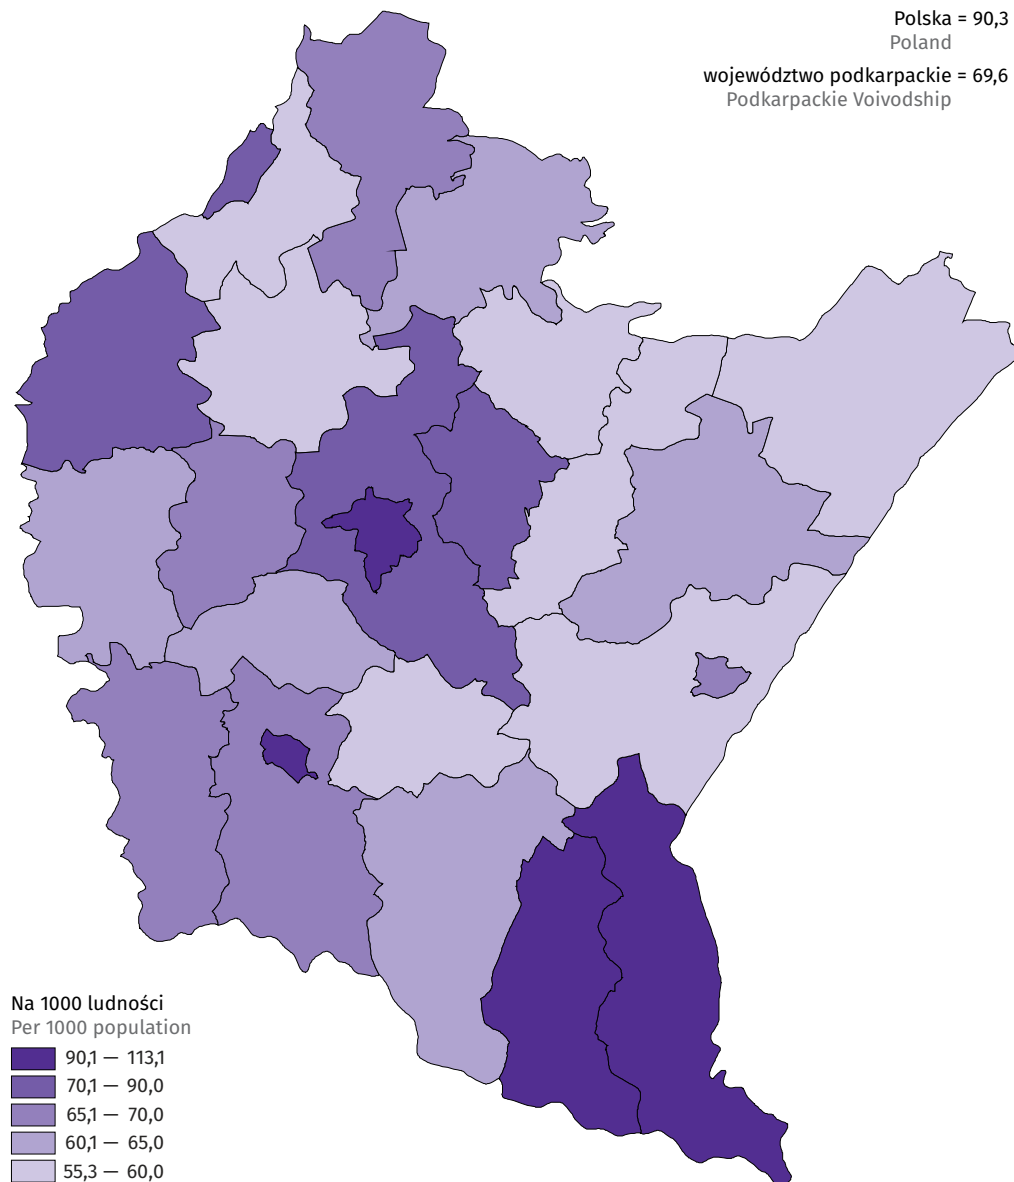 Polska = 90,3
Poland
województwo podkarpackie = 69,6
Podkarpackie Voivodship
Na 1000 ludności
Per 1000 population
90,1 — 113,1
70,1 — 90,0
65,1 — 70,0
60,1 — 65,0
55,3 — 60,0